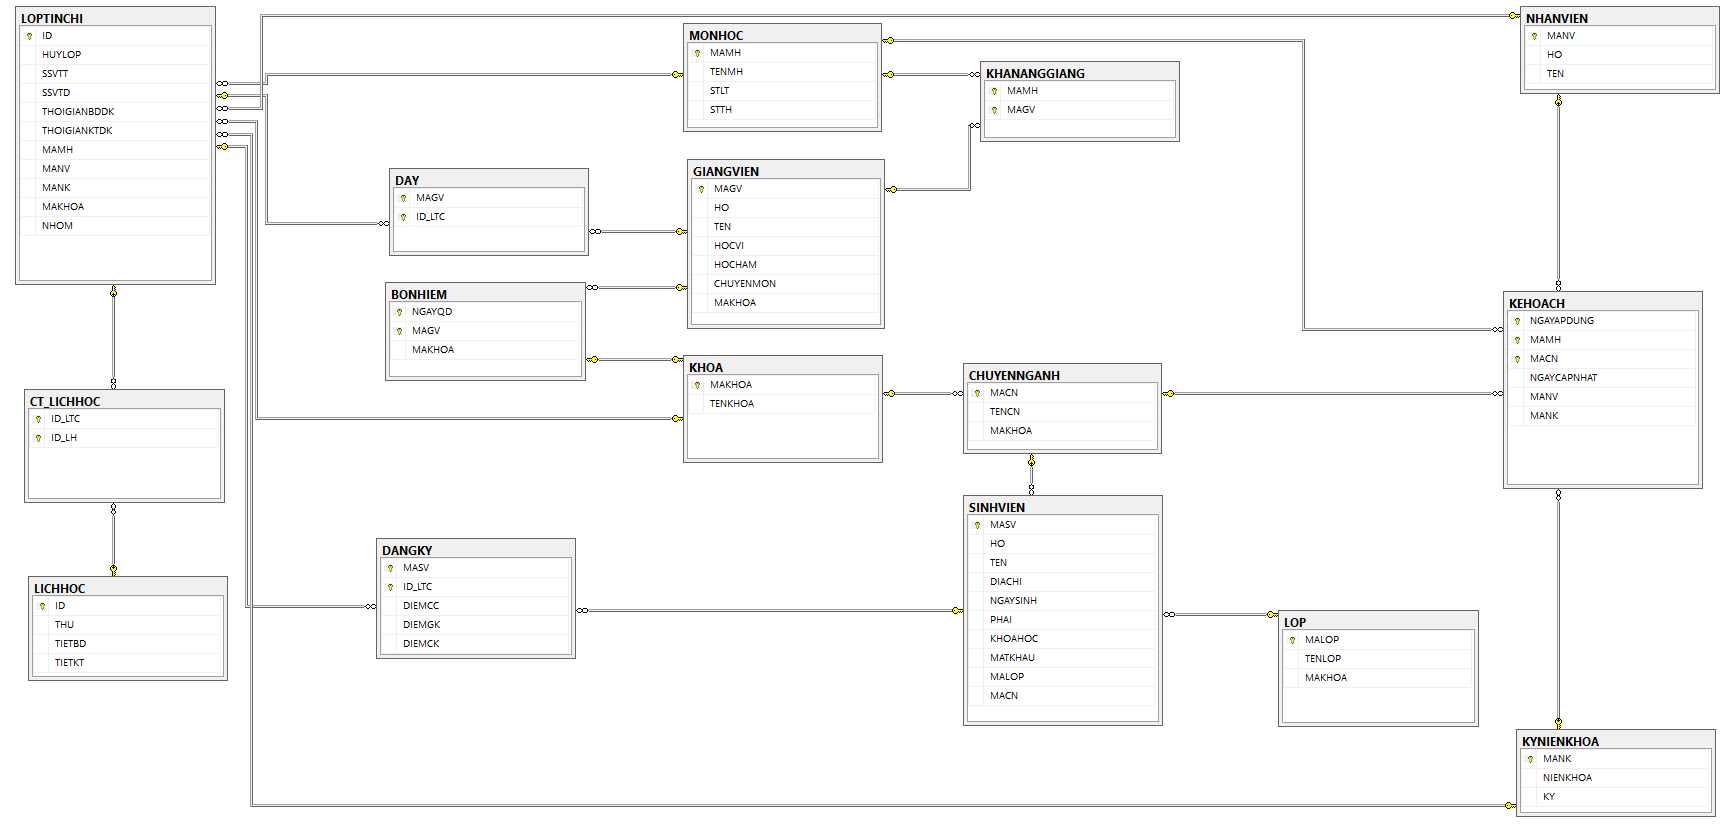 LOPTINCHI
ID
HUYLOP
SSVTT
SSVTD
THOIGIANBDDK
THOIGIANKTDK
MAMH
MANV
MANK
MAKHOA
NHOM
CT_LICHHOC
ID_LTC
ID_LH
LICHHOC
ID
THU
TIETBD
TIETKT
DAY
MAGV
ID_LTC
BONHIEM
NGAYQD
MAGV
MAKHOA
DANGKY
MASV
ID_LTC
DIEMCC
DIEMGK
DIEMCK
MONHOC
MAMH
TENMH
STLT
STTH
GIANGVIEN
MAGV
HO
TEN
HOCVI
HOCHAM
CHUYENMON
MAKHOA
KHOA
MAKHOA
TENKHOA
KHANANGGIANG
MAMH
MAGV
CHUYENNGANH
MACN
TENCN
MAKHOA
SINHVIEN
MASV
HO
TEN
DIACHI
NGAYSINH
PHAI
KHOAHOC
MATKHAU
MALOP
MACN
LOP
MALOP
TENLOP
MAKHOA
NHANVIEN
MANV
HO
TEN
KEHOACH
NGAYAPDUNG
MAMH
MACN
NGAYCAPNHAT
MANV
MANK
KYNIENKHOA
MANK
NIENKHOA
KY